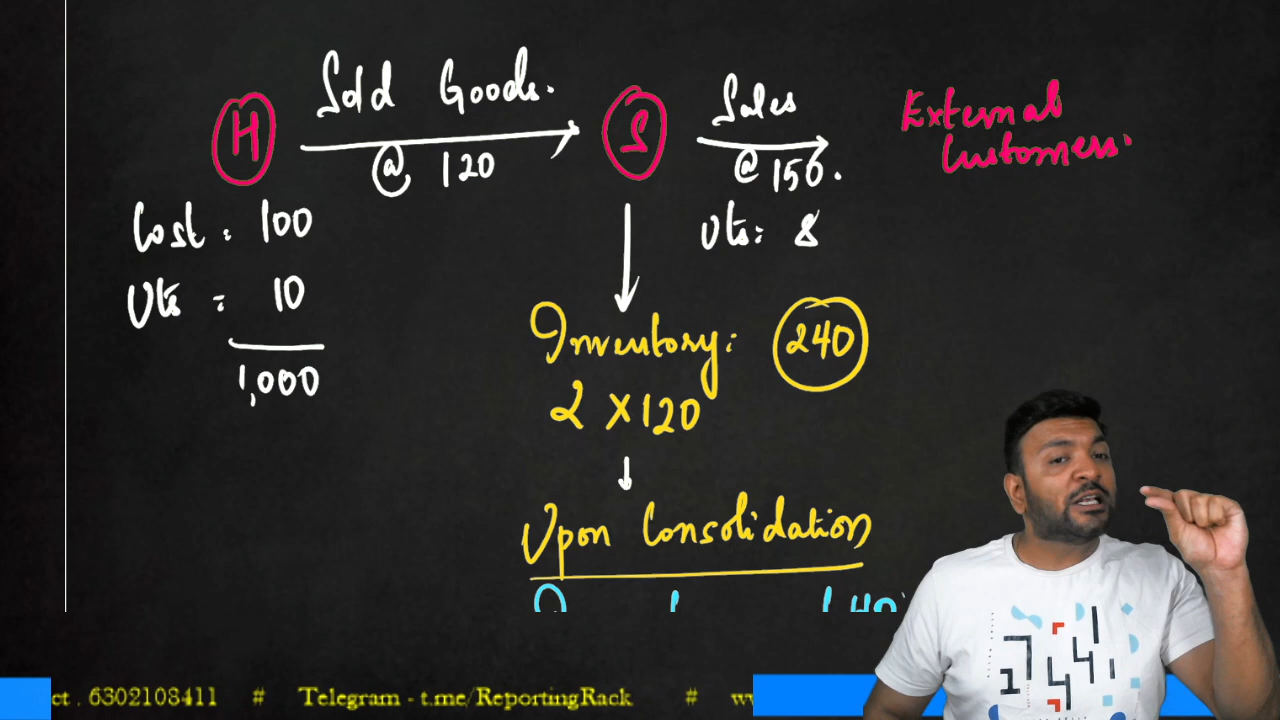 H Sold Goods. S Sales External
@ 120 @ 150. Customers.
Cost : 100 Uts: 8
Uts : 10
1,000
Inventory: 240
2 X 120
Upon Consolidation
ct . 6302108411 # Telegram - t.me/ReportingRack # ww